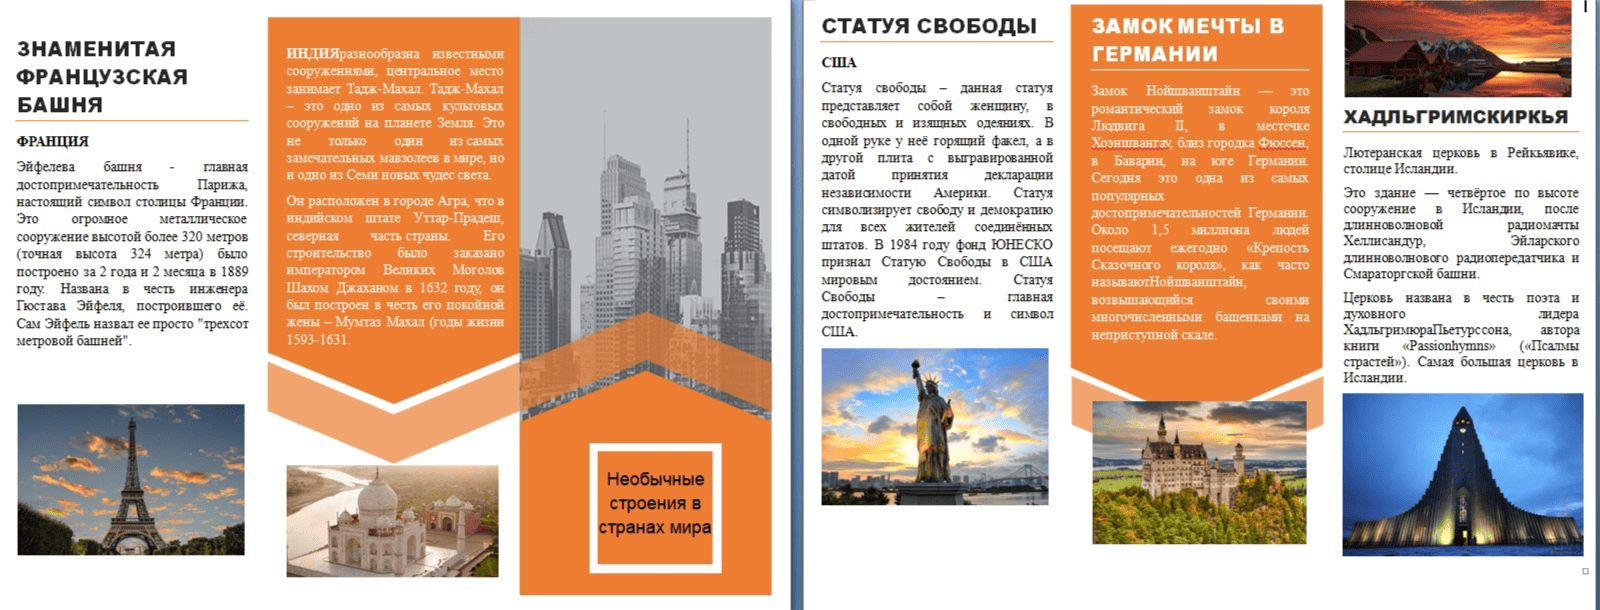 ЗНАМЕНИТАЯ
ФРАНЦУЗСКАЯ
БАШНЯ
ФРАНЦИЯ
Эйфелева башня - главная
достопримечательность Парижа,
настоящий символ столицы Франции.
Это огромное металлическое
сооружение высотой более 320 метров
(точная высота 324 метра) было
построено за 2 года и 2 месяца в 1889
году. Названа в честь инженера
Гюстава Эйфеля, построившего её.
Сам Эйфель назвал ее просто "трехсот
метровой башней".
ИНДИЯразнообразна известными
сооружениями, центральное место
занимает Тадж-Махал. Тадж-Махал
– это одно из самых культовых
сооружений на планете Земля. Это
не только один из самых
замечательных мавзолеев в мире, но
и одно из Семи новых чудес света.
Он расположен в городе Агра, что в
индийском штате Уттар-Прадеш,
северная часть страны. Его
строительство было заказано
императором Великих Моголов
Шахом Джаханом в 1632 году, он
был построен в честь его покойной
жены – Мумтаз Махал (годы жизни
1593-1631.
Необычные
строения в
странах мира
СТАТУЯ СВОБОДЫ
США
Статуя свободы – данная статуя
представляет собой женщину, в
свободных и изящных одеяниях. В
одной руке у неё горящий факел, а в
другой плита с выгравированной
датой принятия декларации
независимости Америки. Статуя
символизирует свободу и демократию
для всех жителей соединённых
штатов. В 1984 году фонд ЮНЕСКО
признал Статую Свободы в США
мировым достоянием. Статуя
Свободы – главная
достопримечательность и символ
США.
ЗАМОК МЕЧТЫ В
ГЕРМАНИИ
Замок Нойшванштайн — это
романтический замок короля
Людвига II, в местечке
Хоэншвангау, близ городка Фюссен,
в Баварии, на юге Германии.
Сегодня это одна из самых
популярных
достопримечательностей Германии.
Около 1,5 миллиона людей
посещают ежегодно «Крепость
Сказочного короля», как часто
называютНойшванштайн,
возвышающийся своими
многочисленными башенками на
неприступной скале.
ХАДЛЬГРИМСКИРКЬЯ
Лютеранская церковь в Рейкьявике,
столице Исландии.
Это здание — четвёртое по высоте
сооружение в Исландии, после
длинноволновой радиомачты
Хеллисандур, Эйларского
длинноволнового радиопередатчика и
Смараторгской башни.
Церковь названа в честь поэта и
духовного лидера
ХадльгримюраПьетурссона, автора
книги «Passionhymns» («Псалмы
страстей»). Самая большая церковь в
Исландии.